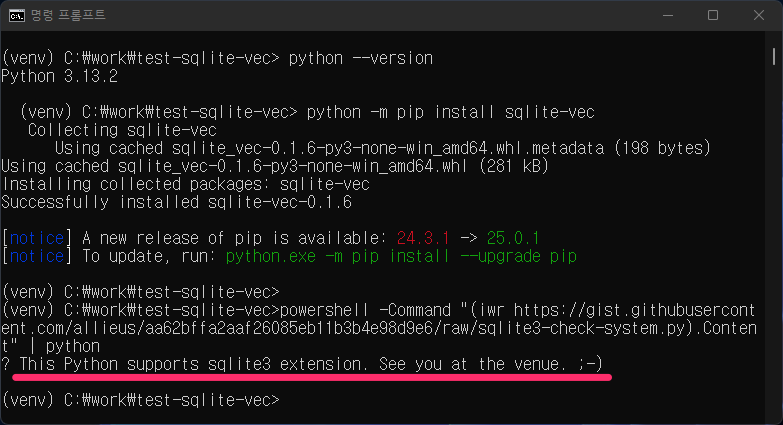 명령 프롬프트
(venv) C:₩work₩test-sqlite-vec> python --version
Python 3.13.2
(venv) C:₩work₩test-sqlite-vec> python -m pip install sqlite-vec
Collecting sqlite-vec
Using cached sqlite_vec-0.1.6-py3-none-win_amd64.whl.metadata (198 bytes)
Using cached sqlite_vec-0.1.6-py3-none-win_amd64.whl (281 kB)
Installing collected packages: sqlite-vec
Successfully installed sqlite-vec-0.1.6
[notice] A new release of pip is available: 24.3.1 -> 25.0.1
[notice] To update, run: python.exe -m pip install --upgrade pip
(venv) C:₩work₩test-sqlite-vec>
(venv) C:₩work₩test-sqlite-vec>powershell -Command "(iwr https://gist.githubusercont
ent.com/allieus/aa62bffa2aaf26085eb11b3b4e98d9e6/raw/sqlite3-check-system.py).Conten
t" | python
? This Python supports sqlite3 extension. See you at the venue. ;-)
(venv) C:₩work₩test-sqlite-vec>